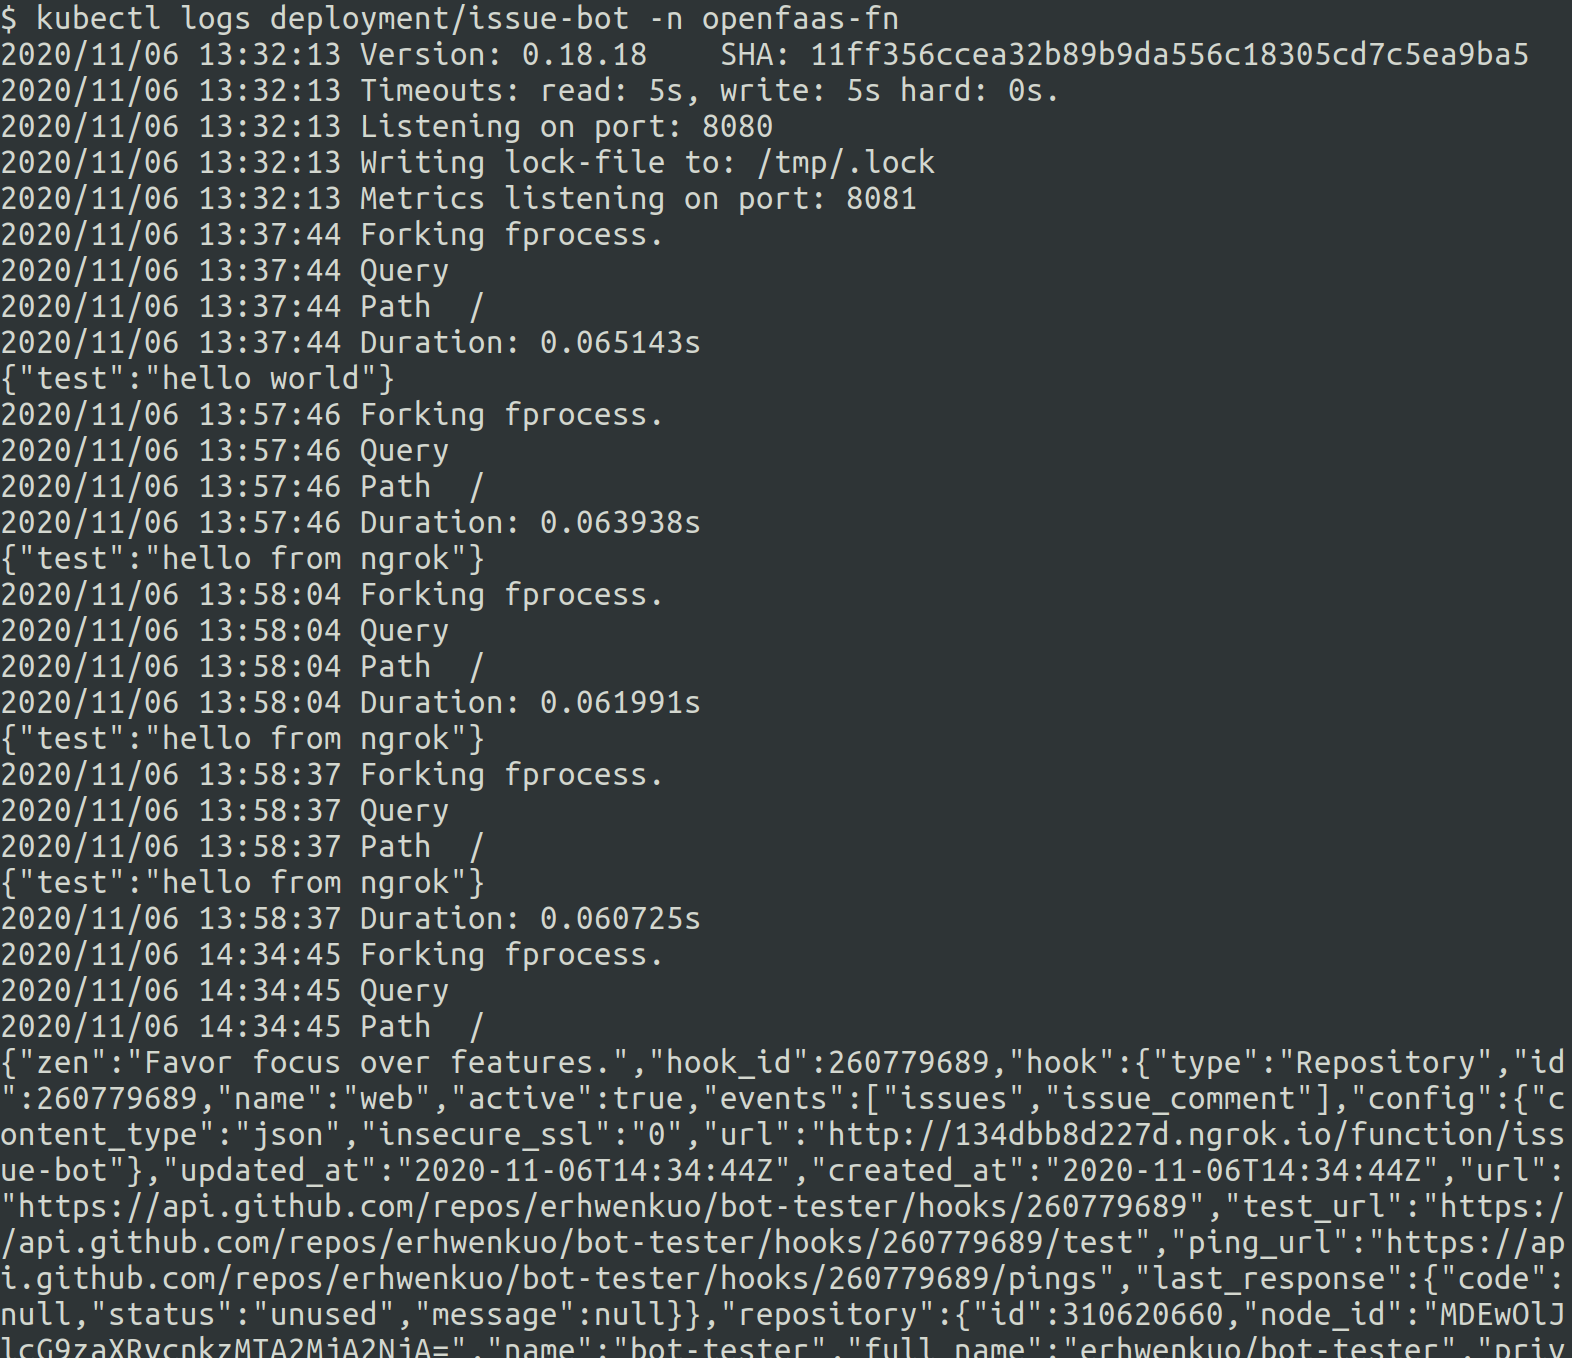 $ kubectl logs deployment/issue-bot -n openfaas-fn
2020/11/06 13:32:13 Version: 0.18.18    SHA: 11ff356ccea32b89b9da556c18305cd7c5ea9ba5
2020/11/06 13:32:13 Timeouts: read: 5s, write: 5s hard: 0s.
2020/11/06 13:32:13 Listening on port: 8080
2020/11/06 13:32:13 Writing lock-file to: /tmp/.lock
2020/11/06 13:32:13 Metrics listening on port: 8081
2020/11/06 13:37:44 Forking fprocess.
2020/11/06 13:37:44 Query
2020/11/06 13:37:44 Path  /
2020/11/06 13:37:44 Duration: 0.065143s
{"test":"hello world"}
2020/11/06 13:57:46 Forking fprocess.
2020/11/06 13:57:46 Query
2020/11/06 13:57:46 Path  /
2020/11/06 13:57:46 Duration: 0.063938s
{"test":"hello from ngrok"}
2020/11/06 13:58:04 Forking fprocess.
2020/11/06 13:58:04 Query
2020/11/06 13:58:04 Path  /
2020/11/06 13:58:04 Duration: 0.061991s
{"test":"hello from ngrok"}
2020/11/06 13:58:37 Forking fprocess.
2020/11/06 13:58:37 Query
2020/11/06 13:58:37 Path  /
{"test":"hello from ngrok"}
2020/11/06 13:58:37 Duration: 0.060725s
2020/11/06 14:34:45 Forking fprocess.
2020/11/06 14:34:45 Query
2020/11/06 14:34:45 Path  /
{"zen":"Favor focus over features.","hook_id":260779689,"hook":{"type":"Repository","id
":260779689,"name":"web","active":true,"events":["issues","issue_comment"],"config":{"c
ontent_type":"json","insecure_ssl":"0","url":"http://134dbb8d227d.ngrok.io/function/iss
ue-bot"},"updated_at":"2020-11-06T14:34:44Z","created_at":"2020-11-06T14:34:44Z","url":
"https://api.github.com/repos/erhwenkuo/bot-tester/hooks/260779689","test_url":"https:/
/api.github.com/repos/erhwenkuo/bot-tester/hooks/260779689/test","ping_url":"https://ap
i.github.com/repos/erhwenkuo/bot-tester/hooks/260779689/pings","last_response":{"code":
null,"status":"unused","message":null}},"repository":{"id":310620660,"node_id":"MDEwOlJ
lcG9zaXRvcnkzMTA2MjA2NjA=","name":"bot-tester","full_name":"erhwenkuo/bot-tester","priv